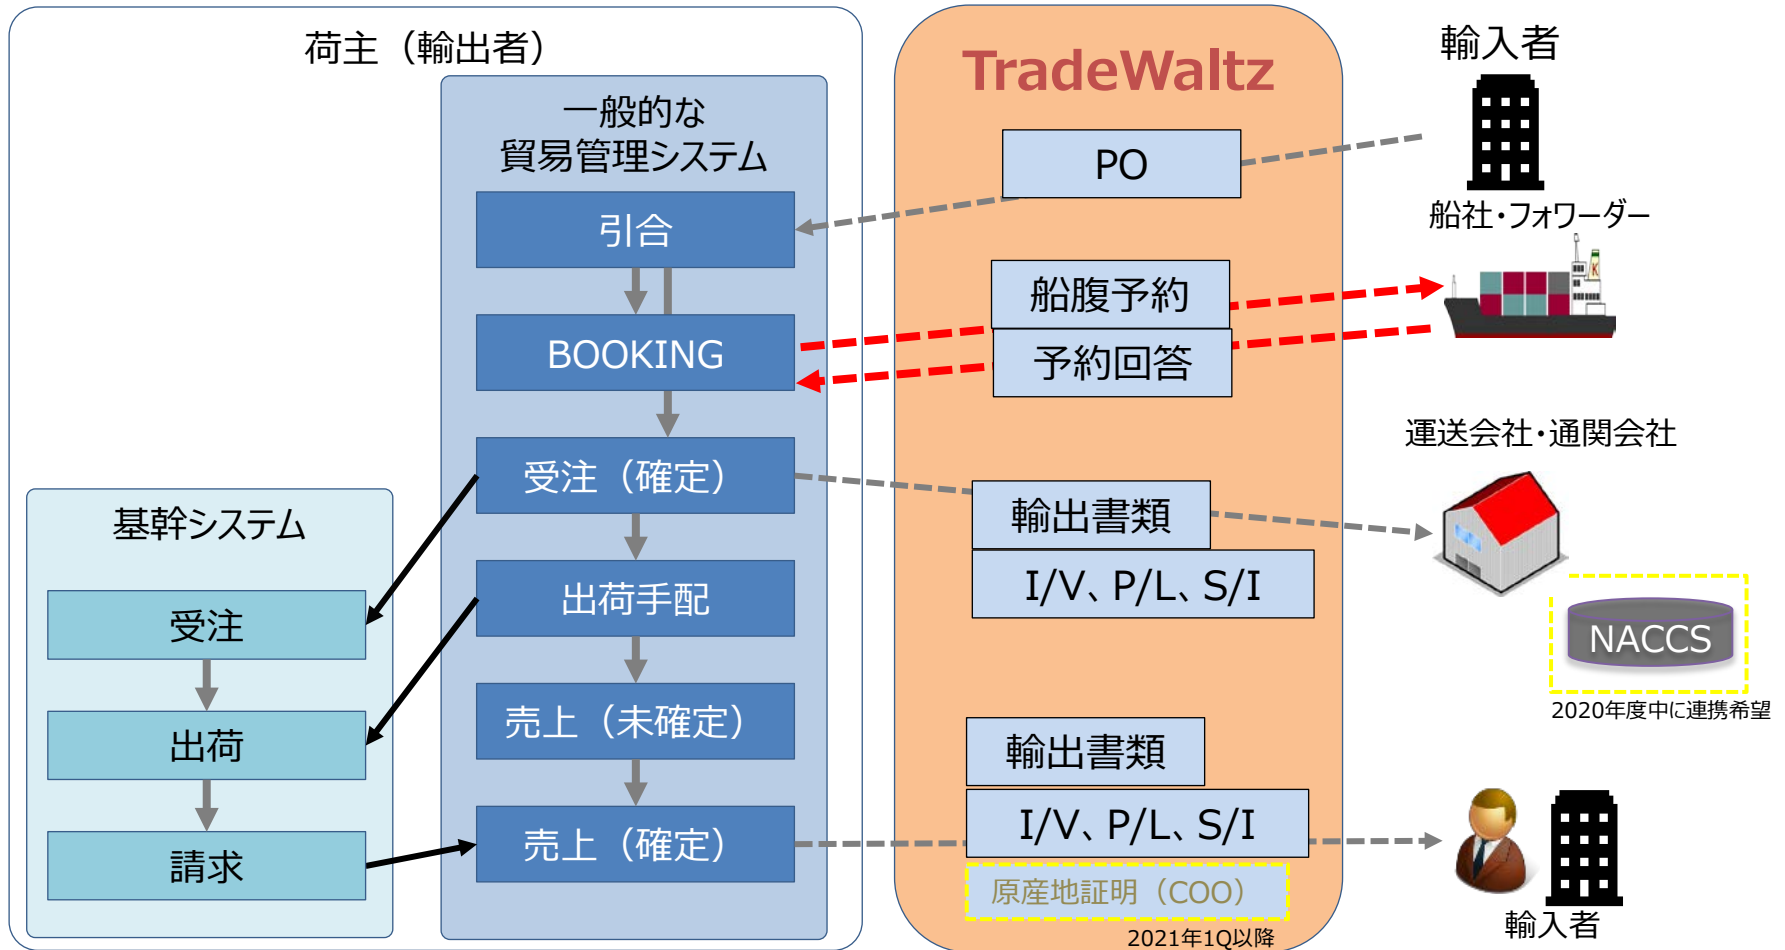 荷主（輸出者）
一般的な
貿易管理システム
引合
BOOKING
受注（確定）
出荷手配
売上（未確定）
売上（確定）
基幹システム
受注
出荷
請求
TradeWaltz
PO
船腹予約
予約回答
輸出書類
I/V、P/L、S/I
輸出書類
I/V、P/L、S/I
原産地証明（COO）
2021年1Q以降
輸入者
船社・フォワーダー
K
運送会社・通関会社
NACCS
2020年度中に連携希望
輸入者